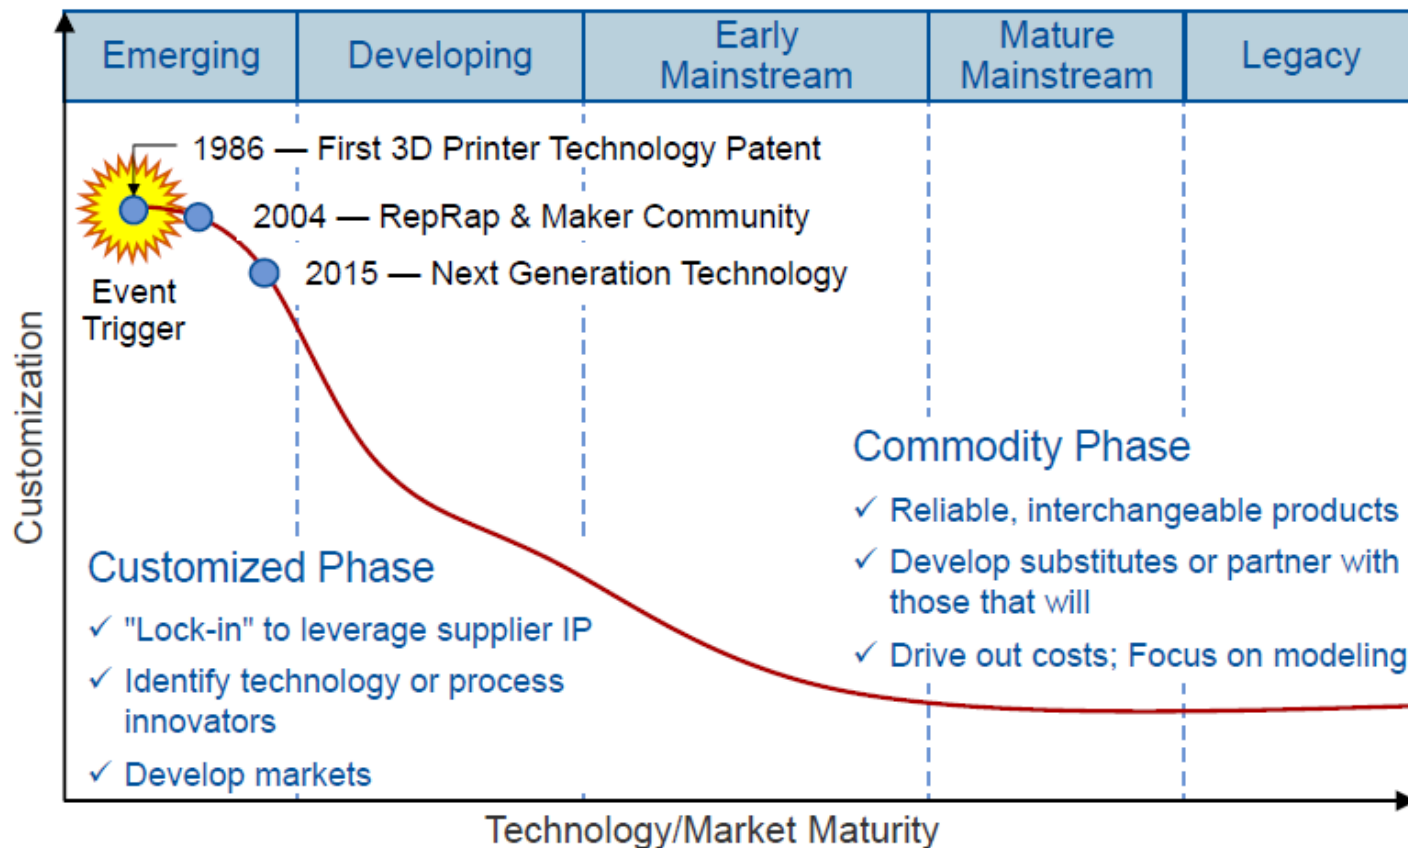 Emerging
Developing
Early
Mainstream
Mature
Mainstream
Legacy
1986 — First 3D Printer Technology Patent
2004 — RepRap & Maker Community
2015 — Next Generation Technology
Event
Trigger
Customization
Commodity Phase
✓ Reliable, interchangeable products
✓ Develop substitutes or partner with
those that will
✓ Drive out costs; Focus on modeling
Customized Phase
✓ "Lock-in" to leverage supplier IP
✓ Identify technology or process
innovators
✓ Develop markets
Technology/Market Maturity